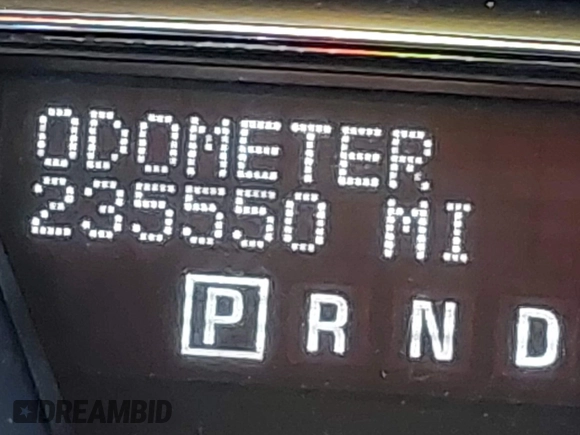 ODOMETER
235550 MI
P R N D
DREAMBID